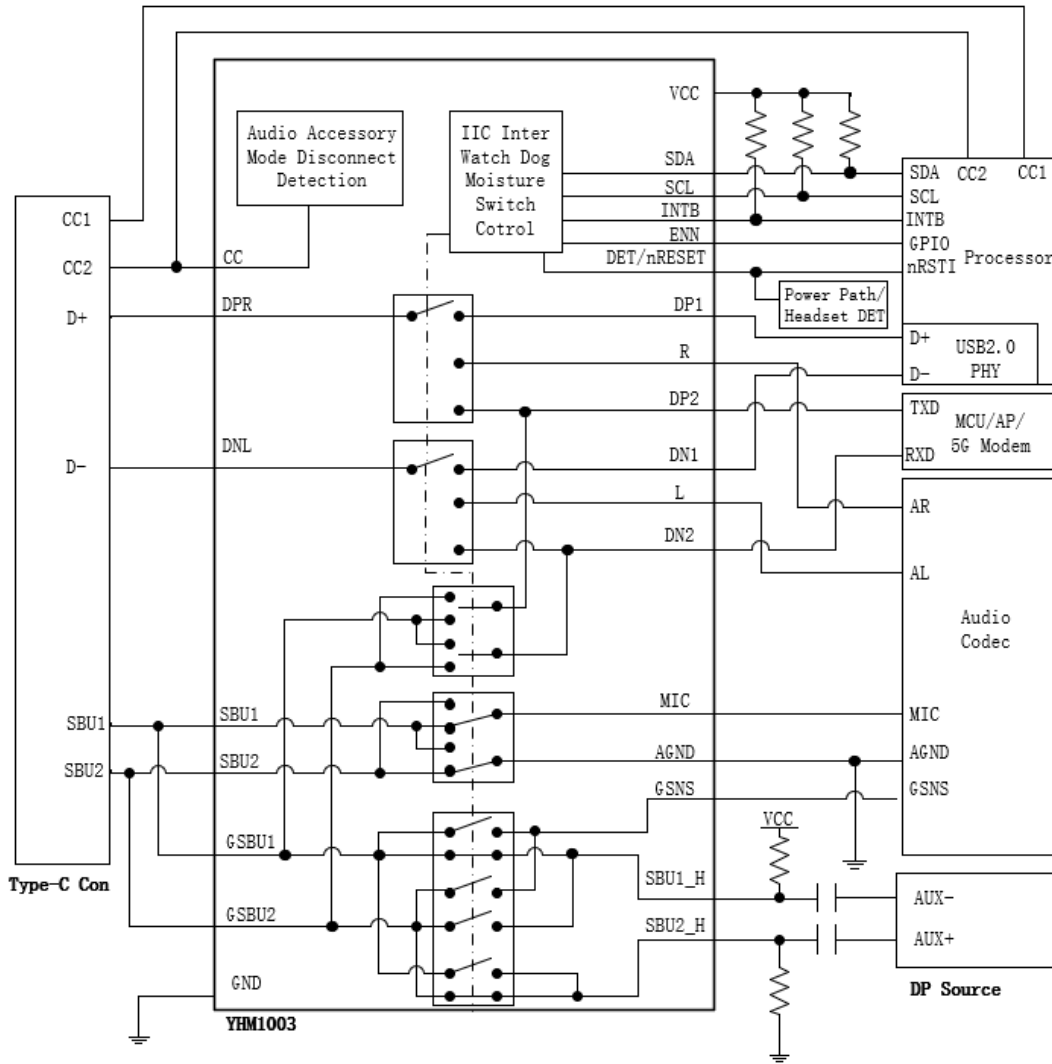 VCC
Audio Accessory
Mode Disconnect
Detection
IIC Inter
Watch Dog
Moisture
Switch
Cotrol
SDA
SCL
INTB
ENN
DET/nRESET
SDA
CC2
CC1
SCL
INTB
GPIO
nRSTI
Processor
Power Path/
Headset DET
CC1
CC2
CC
D+
DPR
DP1
D+
USB2.0
PHY
R
D-
DP2
TXD
MCU/AP/
5G Modem
D-
DNL
DN1
RXD
L
AR
DN2
AL
Audio
Codec
SBU1
SBU1
MIC
MIC
SBU2
SBU2
AGND
AGND
GSNS
GSNS
VCC
GSBU1
Type-C Con
SBU1_H
AUX-
GSBU2
SBU2_H
AUX+
GND
DP Source
YHM1003